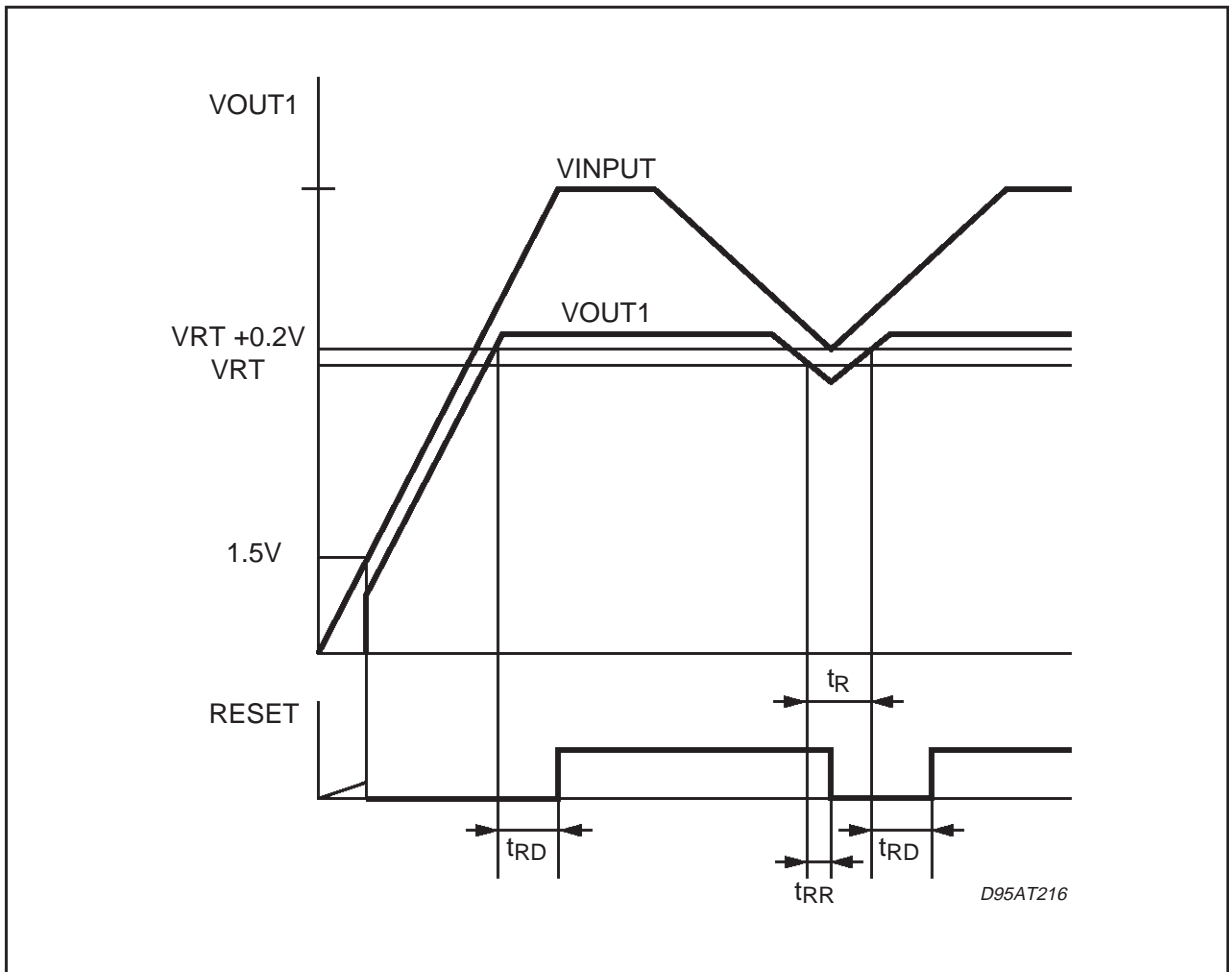 VOUT1
VINPUT
VOUT1
VRT +0.2V
VRT
1.5V
tR
RESET
tRD
tRD
tRR
D95AT216